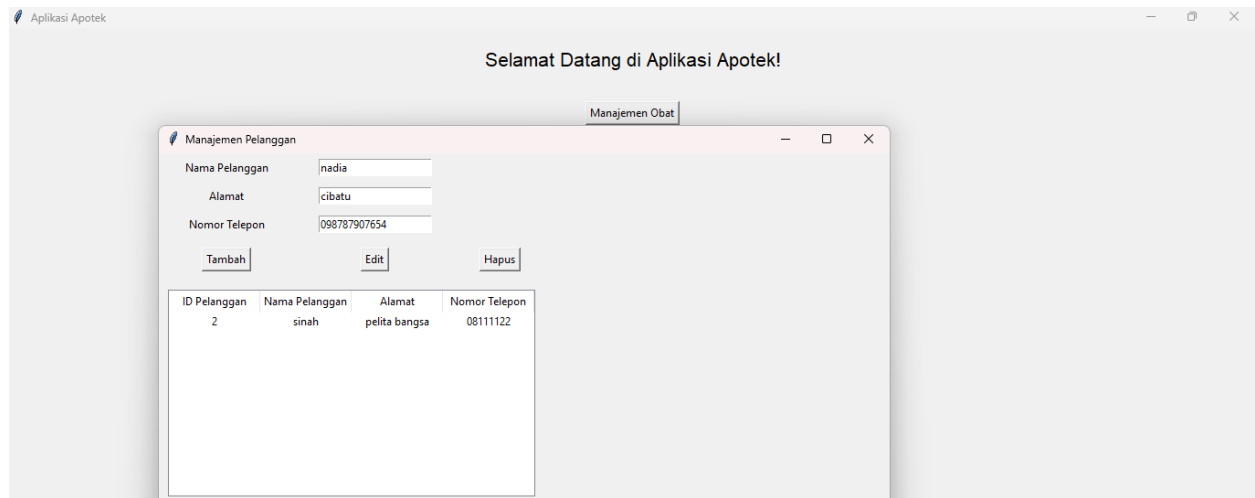 Aplikasi Apotek
Selamat Datang di Aplikasi Apotek!
Manajemen Obat
Manajemen Pelanggan
Nama Pelanggan nadia
Alamat cibatu
Nomor Telepon 098787907654
Tambah Edit Hapus
ID Pelanggan Nama Pelanggan Alamat Nomor Telepon
2 sinah pelita bangsa 08111122